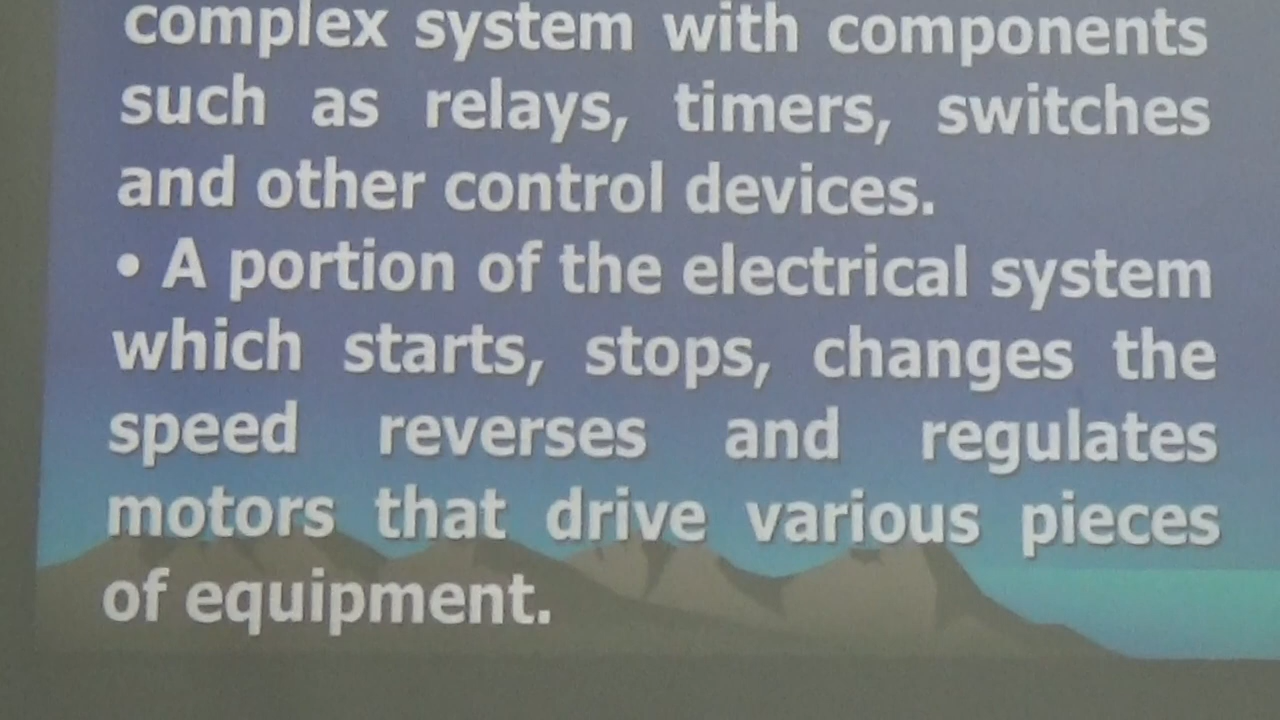 complex system with components
such as relays, timers, switches
and other control devices.
• A portion of the electrical system
which starts, stops, changes the
speed reverses and regulates
motors that drive various pieces
of equipment.